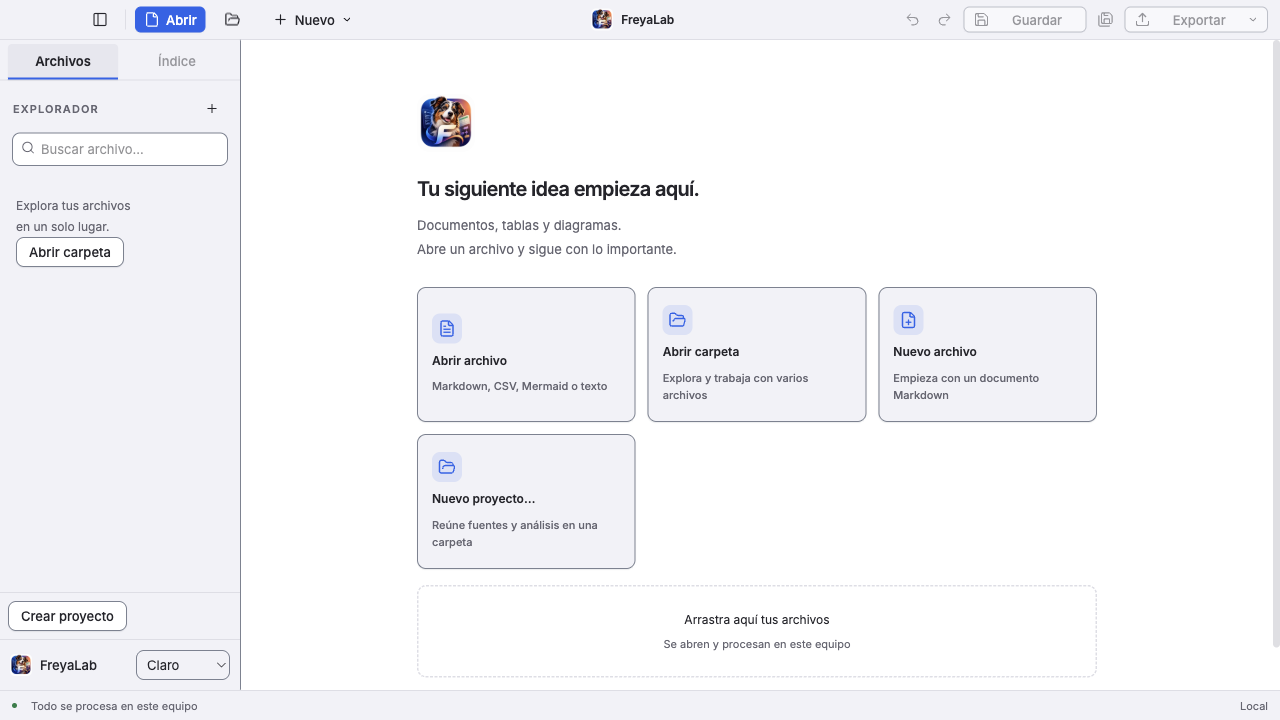 Abrir
Nuevo
FreyaLab
Guardar
Exportar
Archivos
Índice
EXPLORADOR
Buscar archivo...
Explora tus archivos
en un solo lugar.
Abrir carpeta
Crear proyecto
FreyaLab
Claro
Tu siguiente idea empieza aquí.
Documentos, tablas y diagramas.
Abre un archivo y sigue con lo importante.
Abrir archivo
Markdown, CSV, Mermaid o texto
Abrir carpeta
Explora y trabaja con varios
archivos
Nuevo archivo
Empieza con un documento
Markdown
Nuevo proyecto...
Reúne fuentes y análisis en una
carpeta
Arrastra aquí tus archivos
Se abren y procesan en este equipo
Todo se procesa en este equipo
Local